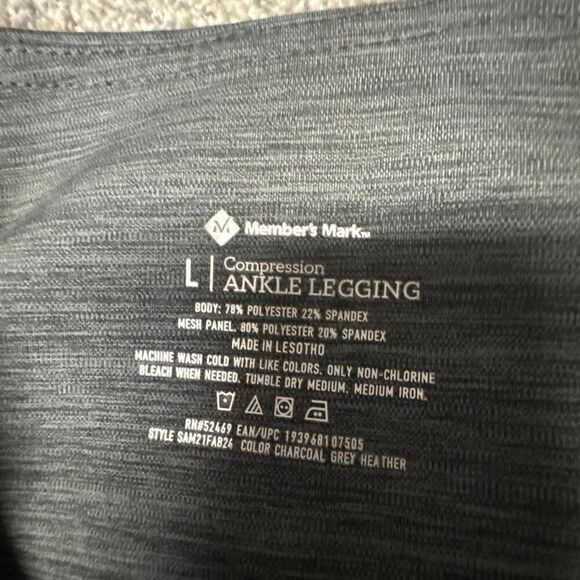 Member's Mark™
L
Compression
ANKLE LEGGING
BODY: 78% POLYESTER 22% SPANDEX
MESH PANEL. 80% POLYESTER 20% SPANDEX
MADE IN LESOTHO
MACHINE WASH COLD WITH LIKE COLORS. ONLY NON-CHLORINE
BLEACH WHEN NEEDED. TUMBLE DRY MEDIUM. MEDIUM IRON.
RN#52469 EAN/UPC 193968107505
STYLE SAM21FAB24 COLOR CHARCOAL GREY HEATHER